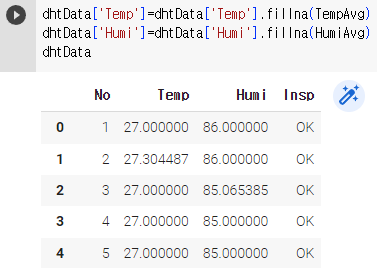 dhtData['Temp']=dhtData['Temp'].fillna(TempAvg)
dhtData['Humi']=dhtData['Humi'].fillna(HumiAvg)
dhtData
No Temp Humi Insp
0 1 27.000000 86.000000 OK
1 2 27.304487 86.000000 OK
2 3 27.000000 85.065385 OK
3 4 27.000000 85.000000 OK
4 5 27.000000 85.000000 OK